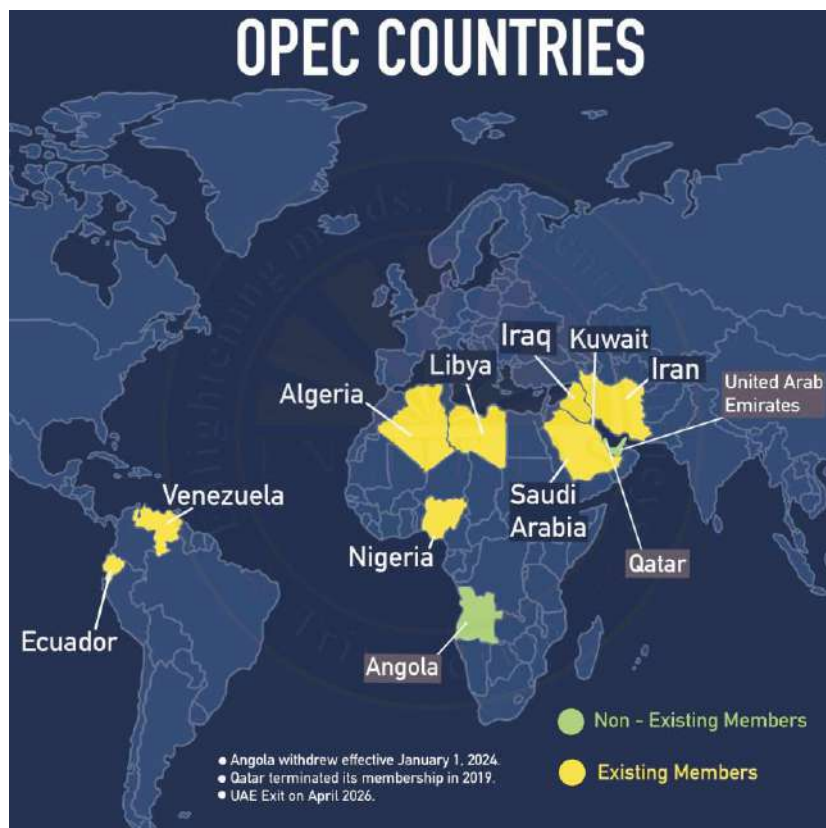 OPEC COUNTRIES
Iraq
Kuwait
Libya
Iran
Algeria
United Arab
Emirates
Venezuela
Saudi
Arabia
Nigeria
Qatar
Ecuador
Angola
Non - Existing Members
Existing Members
● Angola withdrew effective January 1, 2024.
● Qatar terminated its membership in 2019.
● UAE Exit on April 2026.